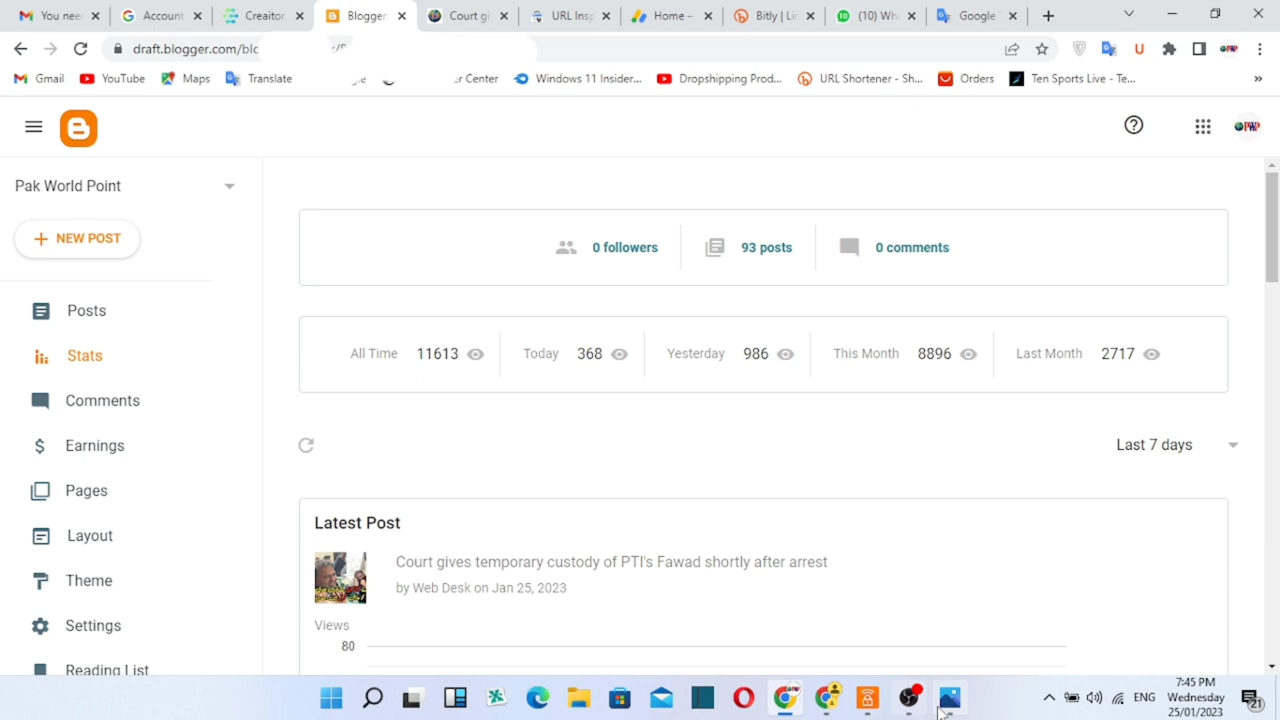 You nee
Account
Creaitor
Blogger
Court gi
URL Insp
Home –
Bitly | Lin
(10) Wh
Google
draft.blogger.com/blo
Gmail
YouTube
Maps
Translate
er Center
Windows 11 Insider...
Dropshipping Prod...
URL Shortener - Sh...
Orders
Ten Sports Live - Te...
»
Pak World Point
NEW POST
Posts
Stats
Comments
Earnings
Pages
Layout
Theme
Settings
Reading List
0 followers
93 posts
0 comments
All Time 11613
Today 368
Yesterday 986
This Month 8896
Last Month 2717
Last 7 days
Latest Post
Court gives temporary custody of PTI's Fawad shortly after arrest
by Web Desk on Jan 25, 2023
Views
80
ENG
7:45 PM
Wednesday
25/01/2023
21